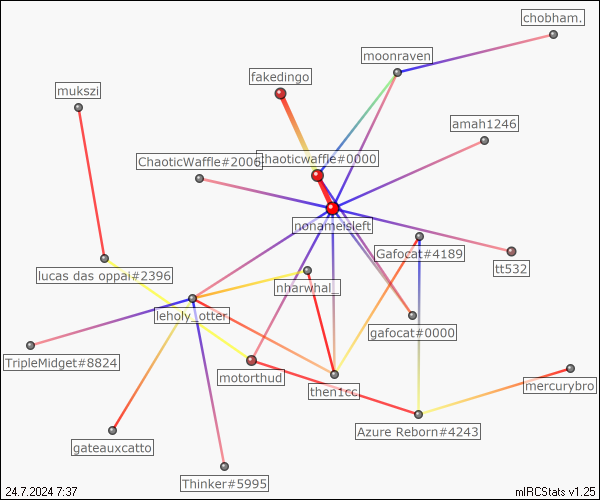 chobham.
moonraven
fakedingo
mukszi
amah1246
ChaoticWaffle#2006
chaoticwaffle#0000
nonameisleft
Gafocat#4189
tt532
lucas das oppai#2396
nharwhal_
leholy_otter
gafocat#0000
TripleMidget#8824
motorthud
then1cc
mercurybro
Azure Reborn#4243
gateauxcatto
Thinker#5995
24.7.2024 7:37
mIRCStats v1.25